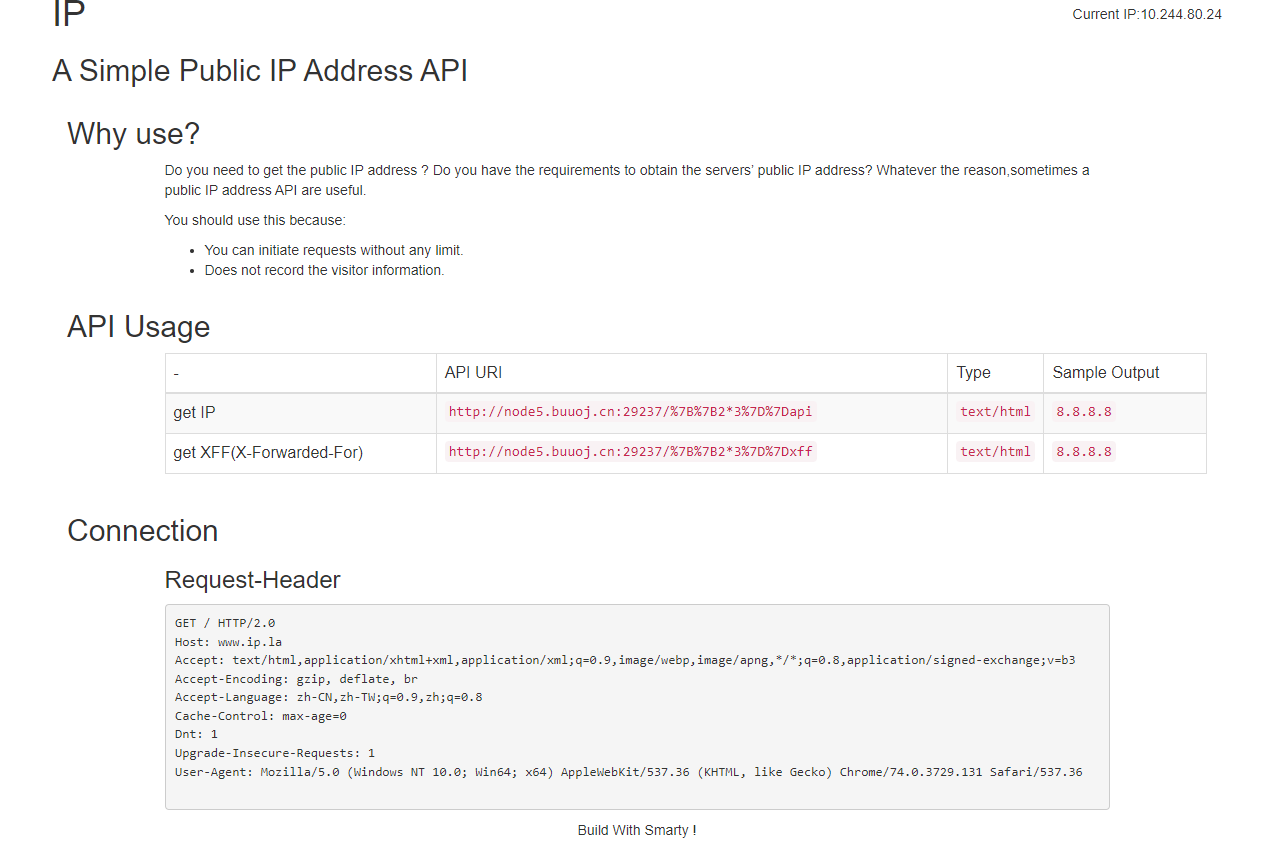 IP
Current IP:10.244.80.24
A Simple Public IP Address API
Why use?
Do you need to get the public IP address ? Do you have the requirements to obtain the servers' public IP address? Whatever the reason,sometimes a
public IP address API are useful.
You should use this because:
• You can initiate requests without any limit.
• Does not record the visitor information.
API Usage
- API URI Type Sample Output
get IP http://node5.buuoj.cn:29237/%7B%7B2*3%7D%7Dapi text/html 8.8.8.8
get XFF(X-Forwarded-For) http://node5.buuoj.cn:29237/%7B%7B2*3%7D%7Dxff text/html 8.8.8.8
Connection
Request-Header
GET / HTTP/2.0
Host: www.ip.la
Accept: text/html,application/xhtml+xml,application/xml;q=0.9,image/webp,image/apng,*/*;q=0.8,application/signed-exchange;v=b3
Accept-Encoding: gzip, deflate, br
Accept-Language: zh-CN,zh-TW;q=0.9,zh;q=0.8
Cache-Control: max-age=0
Dnt: 1
Upgrade-Insecure-Requests: 1
User-Agent: Mozilla/5.0 (Windows NT 10.0; Win64; x64) AppleWebKit/537.36 (KHTML, like Gecko) Chrome/74.0.3729.131 Safari/537.36
Build With Smarty !